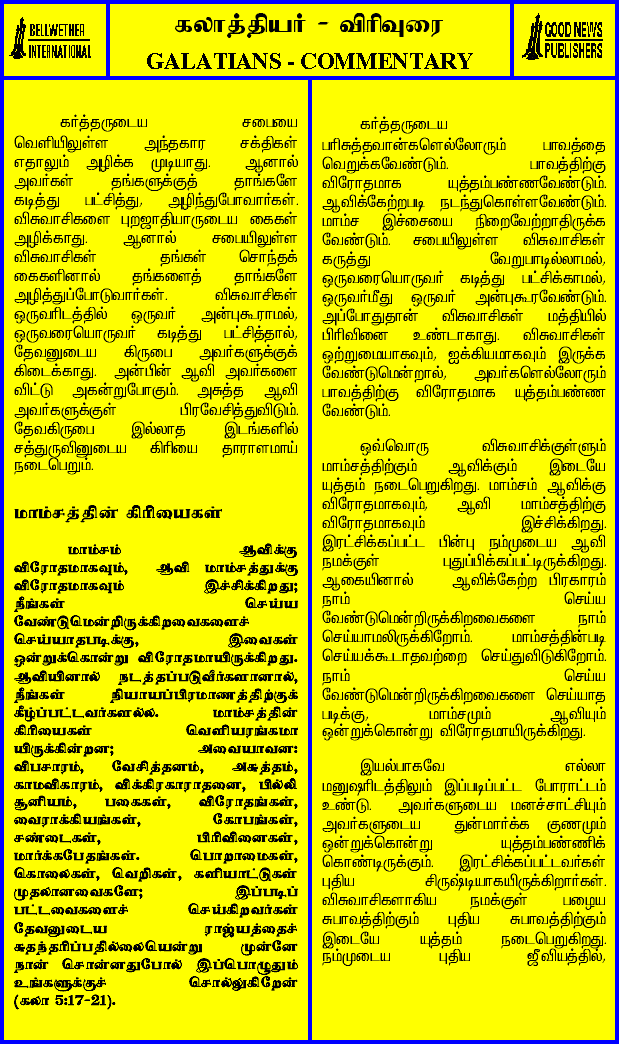 BELLWETHER
INTERNATIONAL
கலாத்தியர் - விரிவுரை
GALATIANS - COMMENTARY
GOOD NEWS
PUBLISHERS
கர்த்தருடைய சபையை
வெளியிலுள்ள அந்தகார சக்திகள்
எதாலும் அழிக்க முடியாது. ஆனால்
அவர்கள் தங்களுக்குத் தாங்களே
கடித்து பட்சித்து, அழிந்துபோவார்கள்.
விசுவாசிகளை புறஜாதியாருடைய கைகள்
அழிக்காது. ஆனால் சபையிலுள்ள
விசுவாசிகள் தங்கள் சொந்தக்
கைகளினால் தங்களைத் தாங்களே
அழித்துப்போடுவார்கள். விசுவாசிகள்
ஒருவரிடத்தில் ஒருவர் அன்புகூராமல்,
ஒருவரையொருவர் கடித்து பட்சித்தால்,
தேவனுடைய கிருபை அவர்களுக்குக்
கிடைக்காது. அன்பின் ஆவி அவர்களை
விட்டு அகன்றுபோகும். அசுத்த ஆவி
அவர்களுக்குள் பிரவேசித்துவிடும்.
தேவகிருபை இல்லாத இடங்களில்
சத்துருவினுடைய கிரியை தாராளமாய்
நடைபெறும்.
மாம்சத்தின் கிரியைகள்
மாம்சம் ஆவிக்கு
விரோதமாகவும், ஆவி மாம்சத்துக்கு
விரோதமாகவும் இச்சிக்கிறது;
நீங்கள் செய்ய
வேண்டுமென்றிருக்கிறவைகளைச்
செய்யாதபடிக்கு, இவைகள்
ஒன்றுக்கொன்று விரோதமாயிருக்கிறது.
ஆவியினால் நடத்தப்படுவீர்களானால்,
நீங்கள் நியாயப்பிரமாணத்திற்குக்
கீழ்ப்பட்டவர்களல்ல. மாம்சத்தின்
கிரியைகள் வெளியரங்கமா
யிருக்கின்றன; அவையாவன:
விபசாரம், வேசித்தனம், அசுத்தம்,
காமவிகாரம், விக்கிரகாராதனை, பில்லி
சூனியம், பகைகள், விரோதங்கள்,
வைராக்கியங்கள், கோபங்கள்,
சண்டைகள், பிரிவினைகள்,
மார்க்கபேதங்கள். பொறாமைகள்,
கொலைகள், வெறிகள், களியாட்டுகள்
முதலானவைகளே; இப்படிப்
பட்டவைகளைச் செய்கிறவர்கள்
தேவனுடைய ராஜ்யத்தைச்
சுதந்தரிப்பதில்லையென்று முன்னே
நான் சொன்னதுபோல் இப்பொழுதும்
உங்களுக்குச் சொல்லுகிறேன்
(கலா 5:17-21).
கர்த்தருடைய
பரிசுத்தவான்களெல்லோரும் பாவத்தை
வெறுக்கவேண்டும். பாவத்திற்கு
விரோதமாக யுத்தம்பண்ணவேண்டும்.
ஆவிக்கேற்றபடி நடந்துகொள்ளவேண்டும்.
மாம்ச இச்சையை நிறைவேற்றாதிருக்க
வேண்டும். சபையிலுள்ள விசுவாசிகள்
கருத்து வேறுபாடில்லாமல்,
ஒருவரையொருவர் கடித்து பட்சிக்காமல்,
ஒருவர்மீது ஒருவர் அன்புகூரவேண்டும்.
அப்போதுதான் விசுவாசிகள் மத்தியில்
பிரிவினை உண்டாகாது. விசுவாசிகள்
ஒற்றுமையாகவும், ஐக்கியமாகவும் இருக்க
வேண்டுமென்றால், அவர்களெல்லோரும்
பாவத்திற்கு விரோதமாக யுத்தம்பண்ண
வேண்டும்.
ஒவ்வொரு விசுவாசிக்குள்ளும்
மாம்சத்திற்கும் ஆவிக்கும் இடையே
யுத்தம் நடைபெறுகிறது. மாம்சம் ஆவிக்கு
விரோதமாகவும், ஆவி மாம்சத்திற்கு
விரோதமாகவும் இச்சிக்கிறது.
இரட்சிக்கப்பட்ட பின்பு நம்முடைய ஆவி
நமக்குள் புதுப்பிக்கப்பட்டிருக்கிறது.
ஆகையினால் ஆவிக்கேற்ற பிரகாரம்
நாம் செய்ய
வேண்டுமென்றிருக்கிறவைகளை நாம்
செய்யாமலிருக்கிறோம். மாம்சத்தின்படி
செய்யக்கூடாதவற்றை செய்துவிடுகிறோம்.
நாம் செய்ய
வேண்டுமென்றிருக்கிறவைகளை செய்யாத
படிக்கு, மாம்சமும் ஆவியும்
ஒன்றுக்கொன்று விரோதமாயிருக்கிறது.
இயல்பாகவே எல்லா
மனுஷரிடத்திலும் இப்படிப்பட்ட போராட்டம்
உண்டு. அவர்களுடைய மனச்சாட்சியும்
அவர்களுடைய துன்மார்க்க குணமும்
ஒன்றுக்கொன்று யுத்தம்பண்ணிக்
கொண்டிருக்கும். இரட்சிக்கப்பட்டவர்கள்
புதிய சிருஷ்டியாகயிருக்கிறார்கள்.
விசுவாசிகளாகிய நமக்குள் பழைய
சுபாவத்திற்கும் புதிய சுபாவத்திற்கும்
இடையே யுத்தம் நடைபெறுகிறது.
நம்முடைய புதிய ஜீவியத்தில்,